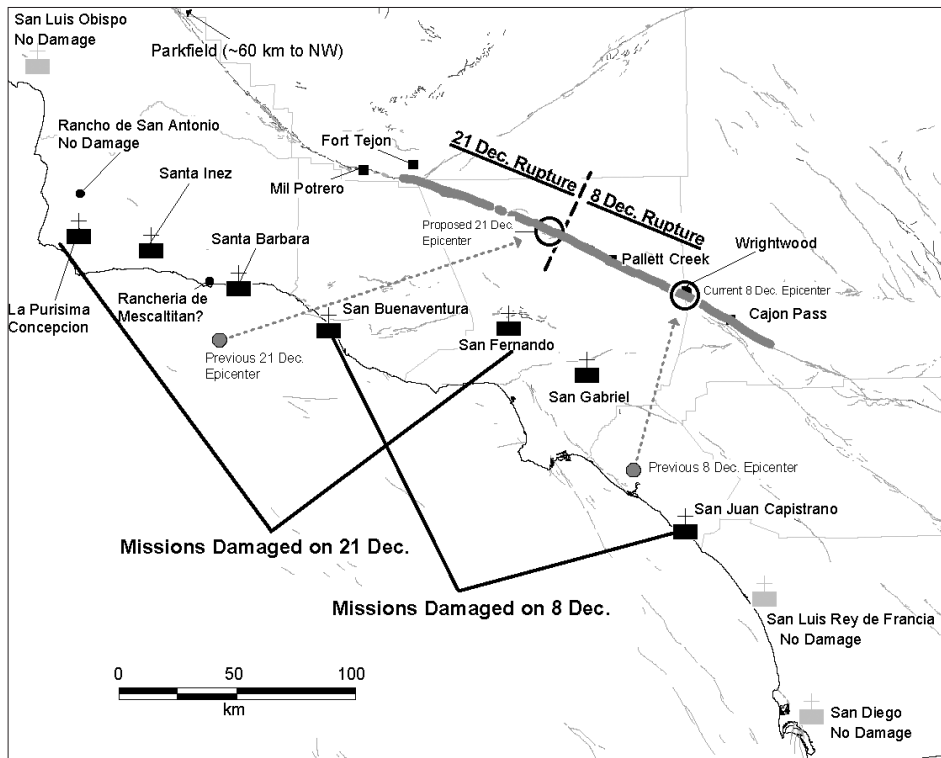 San Luis Obispo
No Damage
Parkfield (~60 km to NW)
Rancho de San Antonio
No Damage
Fort Tejon
21 Dec. Rupture
8 Dec. Rupture
Santa Inez
Mil Potrero
Proposed 21 Dec.
Epicenter
Santa Barbara
Wrightwood
Pallett Creek
Current 8 Dec. Epicenter
La Purisima
Concepcion
Rancheria de
Mescaltitan?
San Buenaventura
Cajon Pass
Previous 21 Dec.
Epicenter
San Fernando
San Gabriel
Previous 8 Dec. Epicenter
San Juan Capistrano
Missions Damaged on 21 Dec.
Missions Damaged on 8 Dec.
San Luis Rey de Francia
No Damage
0 50 100
km
San Diego
No Damage